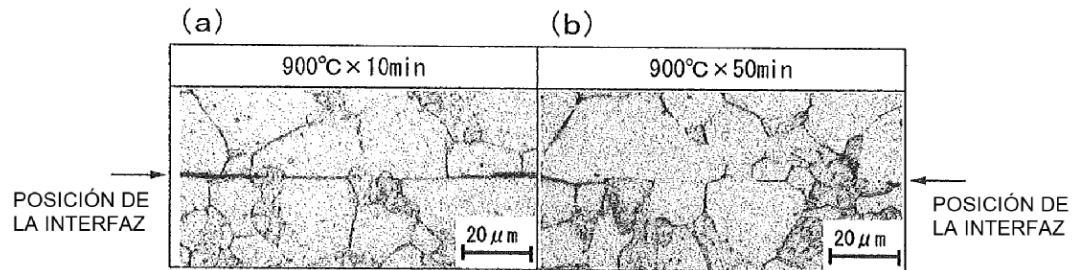 (a)
(b)
900℃×10min
900℃×50min
POSICIÓN DE
LA INTERFAZ
20μm
20μm
POSICIÓN DE
LA INTERFAZ